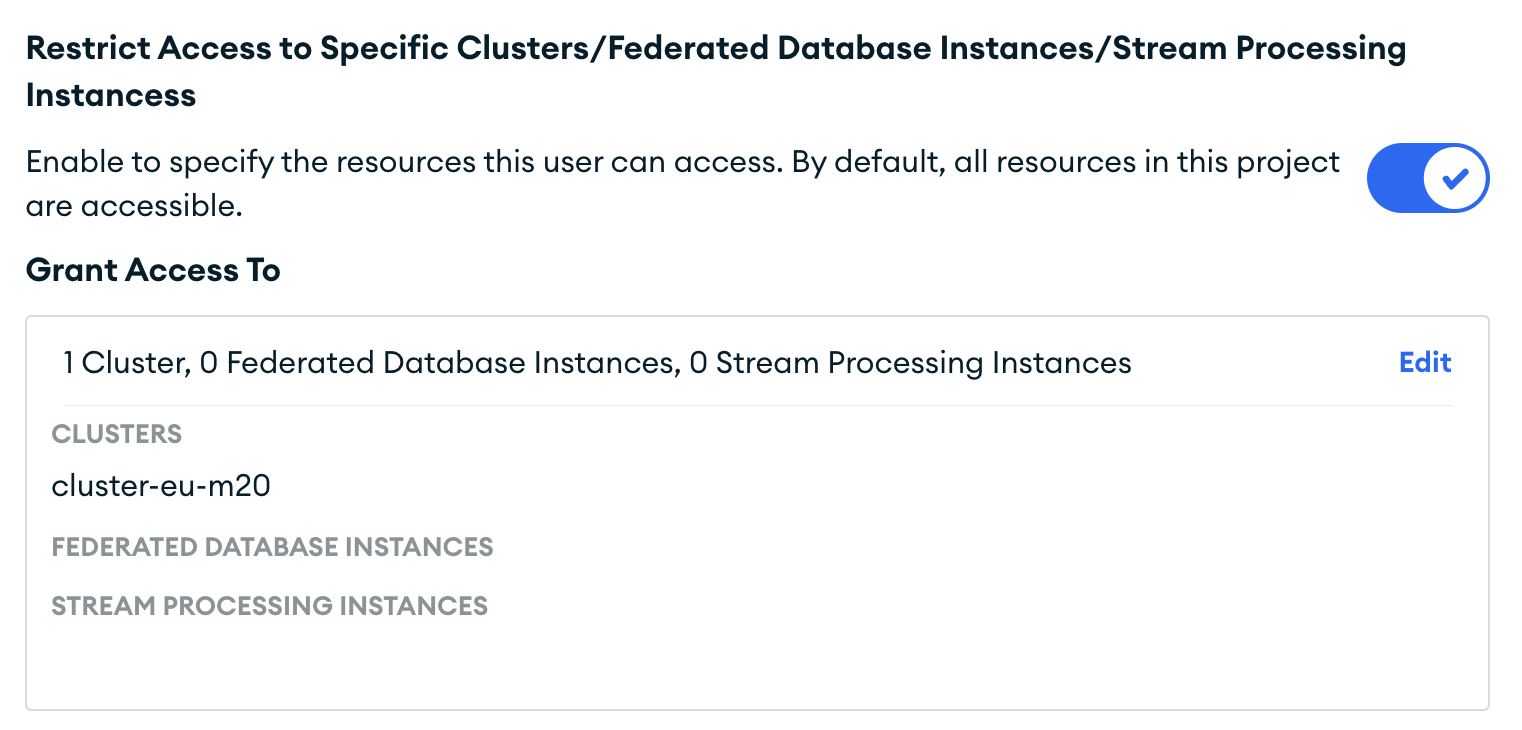 Restrict Access to Specific Clusters/Federated Database Instances/Stream Processing
Instancess
Enable to specify the resources this user can access. By default, all resources in this project
are accessible.
Grant Access To
1 Cluster, 0 Federated Database Instances, 0 Stream Processing Instances
Edit
CLUSTERS
cluster-eu-m20
FEDERATED DATABASE INSTANCES
STREAM PROCESSING INSTANCES